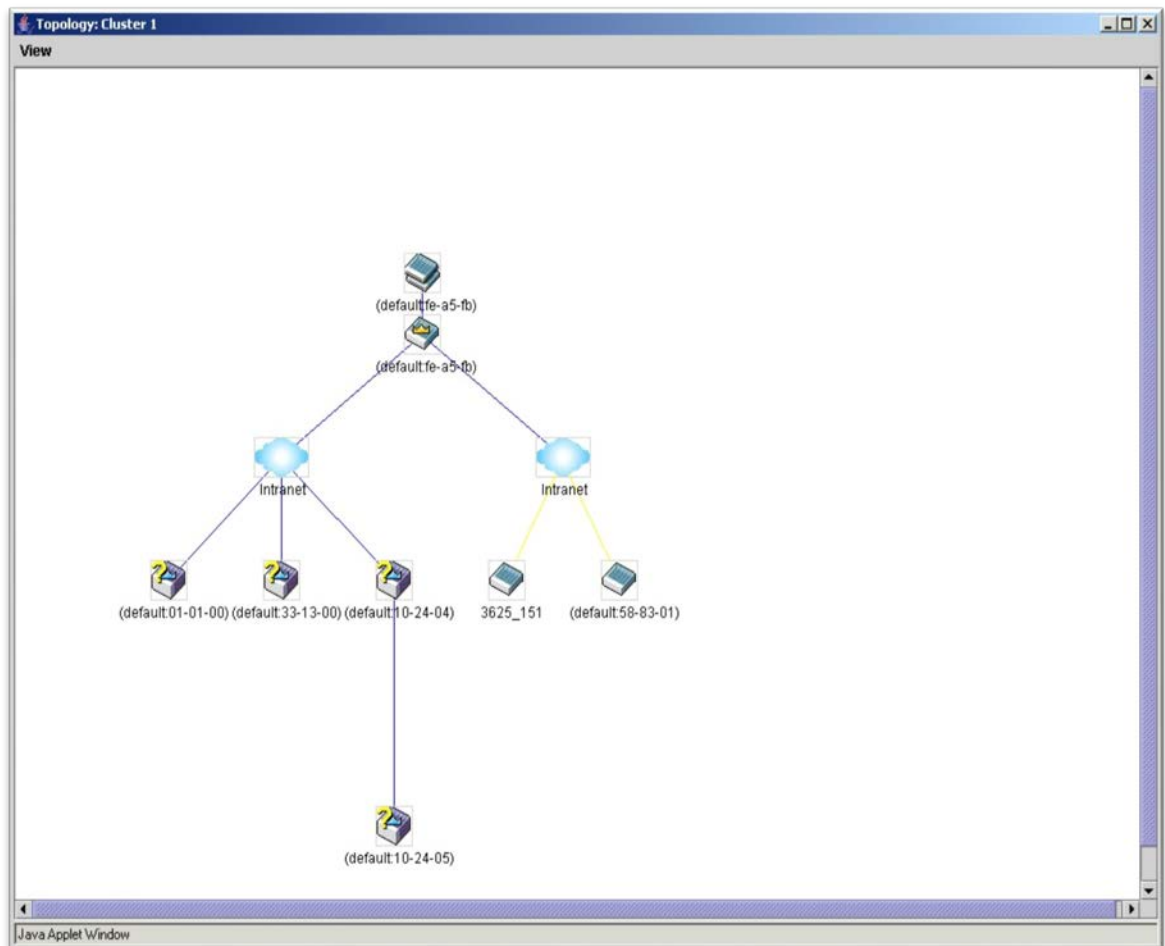 Topology: Cluster 1
View
(default:fe-a5-fb)
(default:fe-a5-fb)
Intranet
Intranet
(default:01-01-00)
(default:33-13-00)
(default:10-24-04)
3625_151
(default:58-83-01)
(default:10-24-05)
Java Applet Window